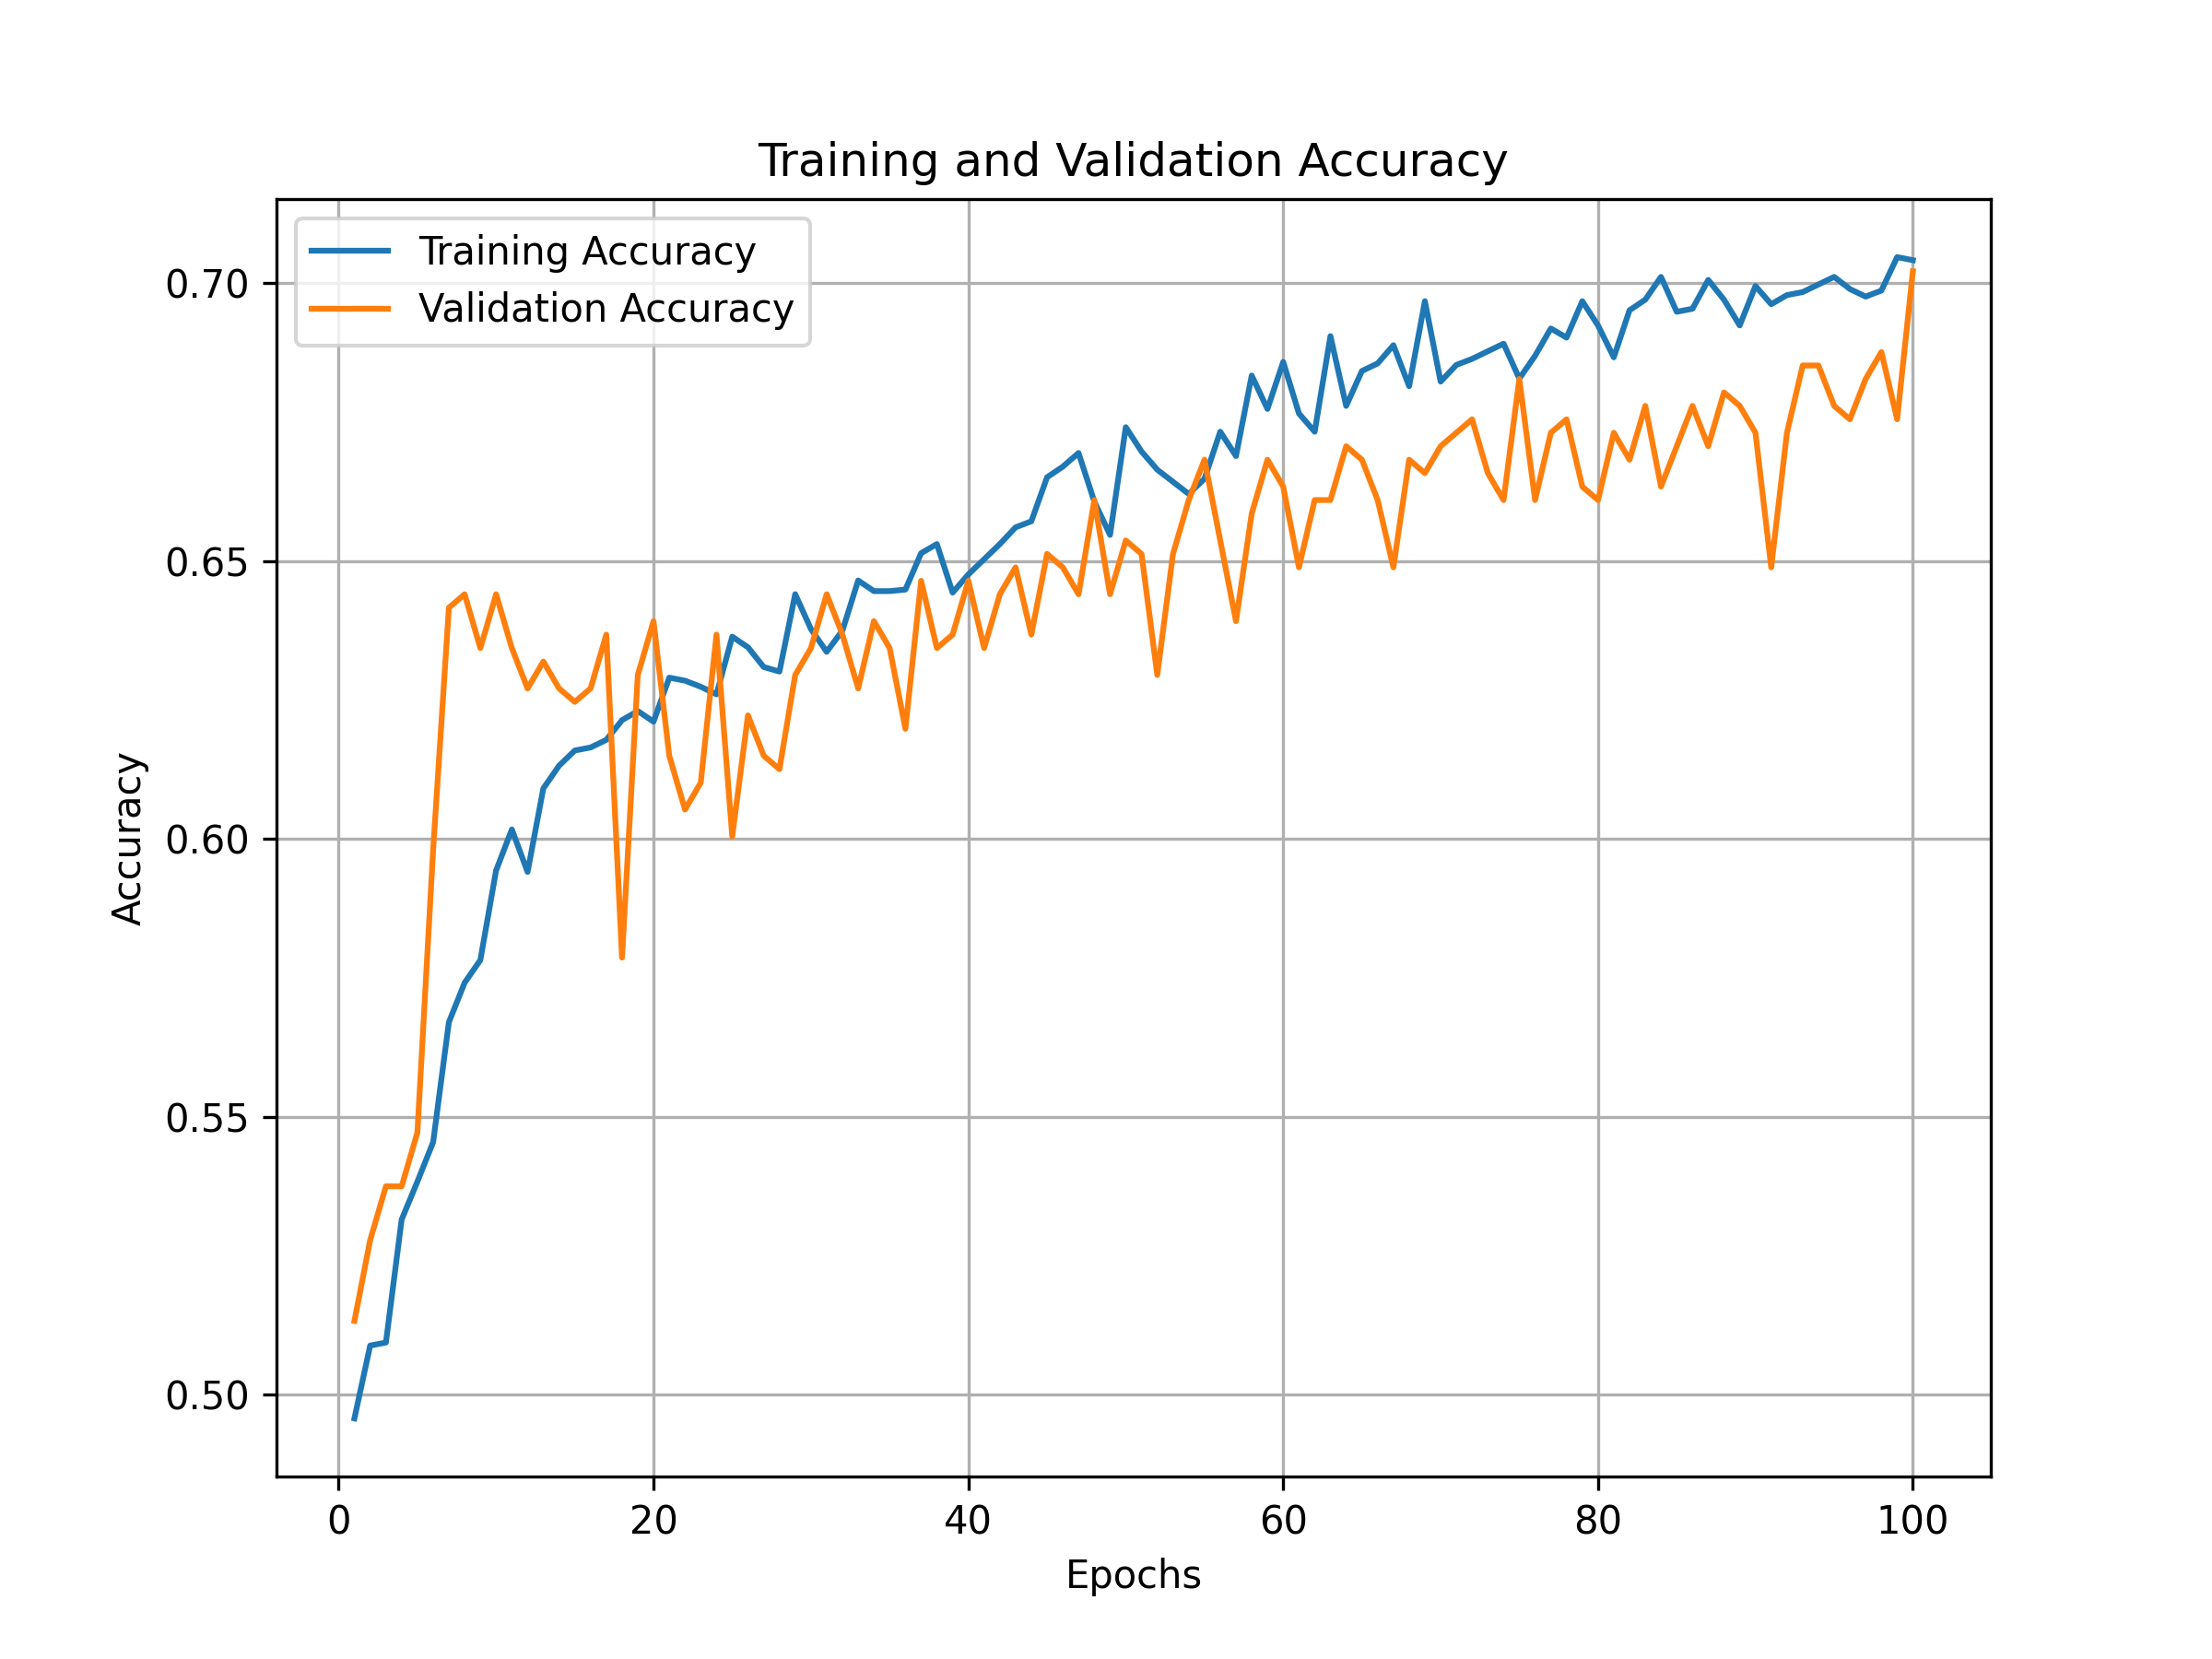 Training and Validation Accuracy
Training Accuracy
Validation Accuracy
0.70
0.65
0.60
0.55
0.50
Accuracy
0 20 40 60 80 100
Epochs